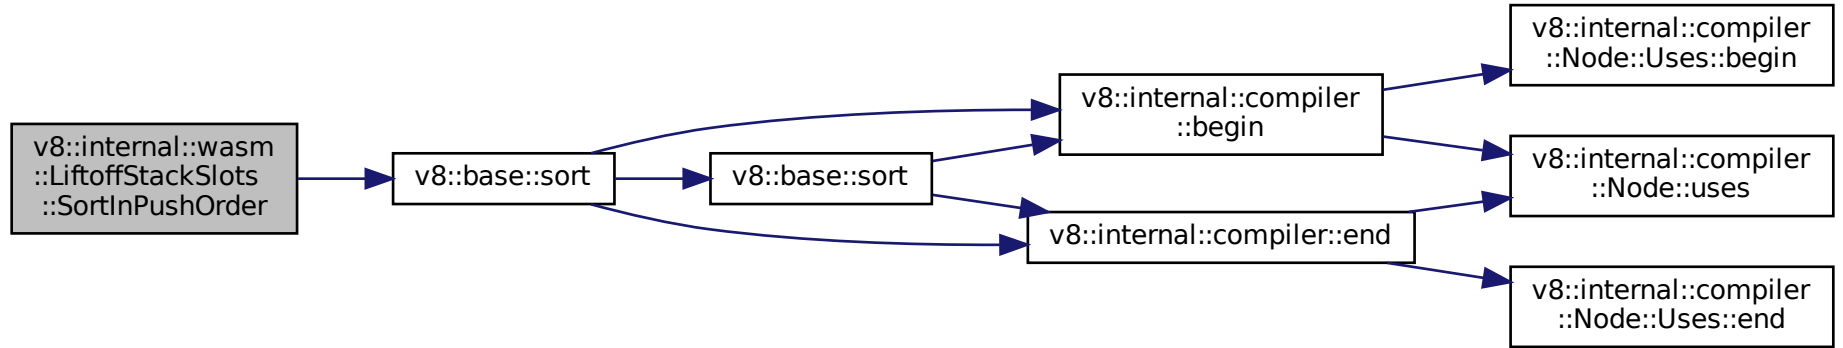 v8::internal::wasm
::LiftoffStackSlots
::SortInPushOrder
v8::base::sort
v8::base::sort
v8::internal::compiler
::begin
v8::internal::compiler::end
v8::internal::compiler
::Node::Uses::begin
v8::internal::compiler
::Node::uses
v8::internal::compiler
::Node::Uses::end